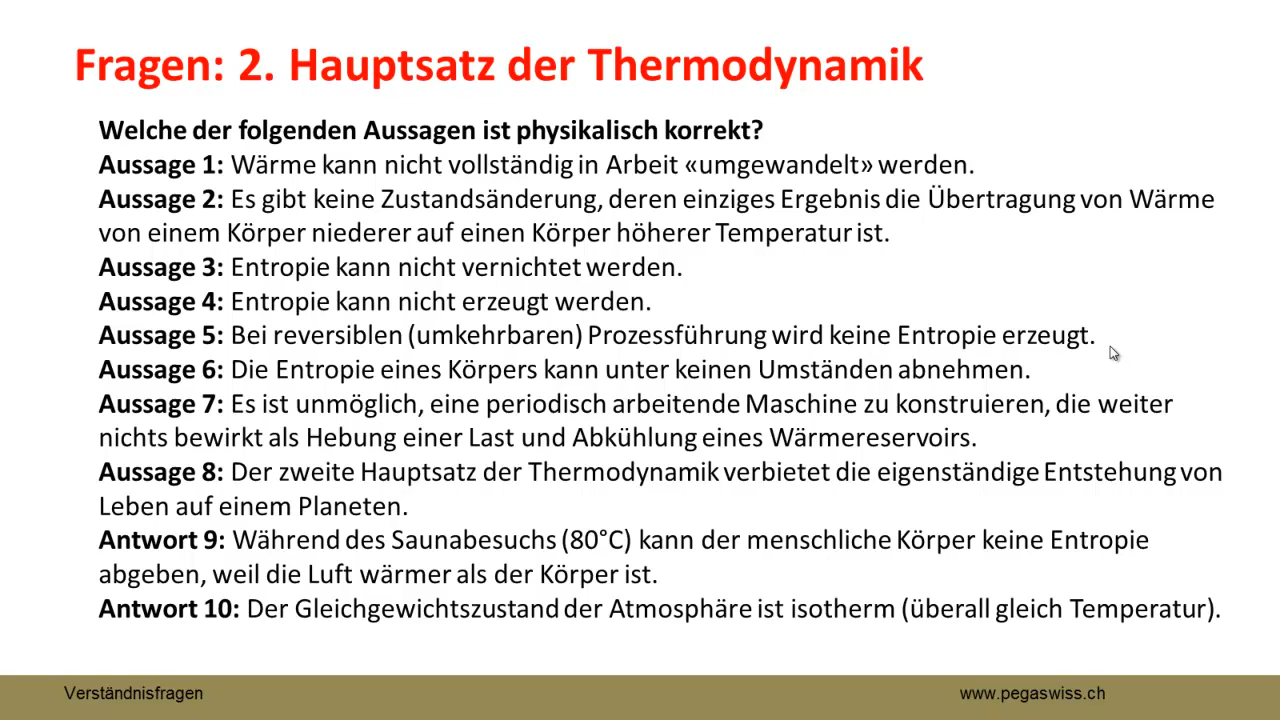 Fragen: 2. Hauptsatz der Thermodynamik
Welche der folgenden Aussagen ist physikalisch korrekt?
Aussage 1: Wärme kann nicht vollständig in Arbeit «umgewandelt» werden.
Aussage 2: Es gibt keine Zustandsänderung, deren einziges Ergebnis die Übertragung von Wärme
von einem Körper niederer auf einen Körper höherer Temperatur ist.
Aussage 3: Entropie kann nicht vernichtet werden.
Aussage 4: Entropie kann nicht erzeugt werden.
Aussage 5: Bei reversiblen (umkehrbaren) Prozessführung wird keine Entropie erzeugt.
Aussage 6: Die Entropie eines Körpers kann unter keinen Umständen abnehmen.
Aussage 7: Es ist unmöglich, eine periodisch arbeitende Maschine zu konstruieren, die weiter
nichts bewirkt als Hebung einer Last und Abkühlung eines Wärmereservoirs.
Aussage 8: Der zweite Hauptsatz der Thermodynamik verbietet die eigenständige Entstehung von
Leben auf einem Planeten.
Antwort 9: Während des Saunabesuchs (80°C) kann der menschliche Körper keine Entropie
abgeben, weil die Luft wärmer als der Körper ist.
Antwort 10: Der Gleichgewichtszustand der Atmosphäre ist isotherm (überall gleich Temperatur).
Verständnisfragen
www.pegaswiss.ch